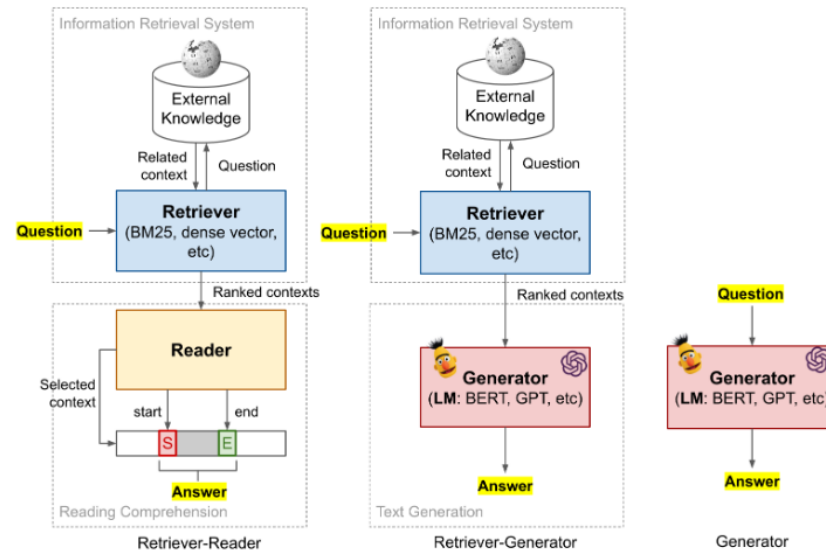 Information Retrieval System
External
Knowledge
Related
context
Question
Question
Retriever
(BM25, dense vector,
etc)
Ranked contexts
Reader
Selected
context
start
end
S
E
Answer
Reading Comprehension
Retriever-Reader
Information Retrieval System
External
Knowledge
Related
context
Question
Question
Retriever
(BM25, dense vector,
etc)
Ranked contexts
Generator
(LM: BERT, GPT, etc)
Answer
Text Generation
Retriever-Generator
Question
Generator
(LM: BERT, GPT, etc)
Answer
Generator